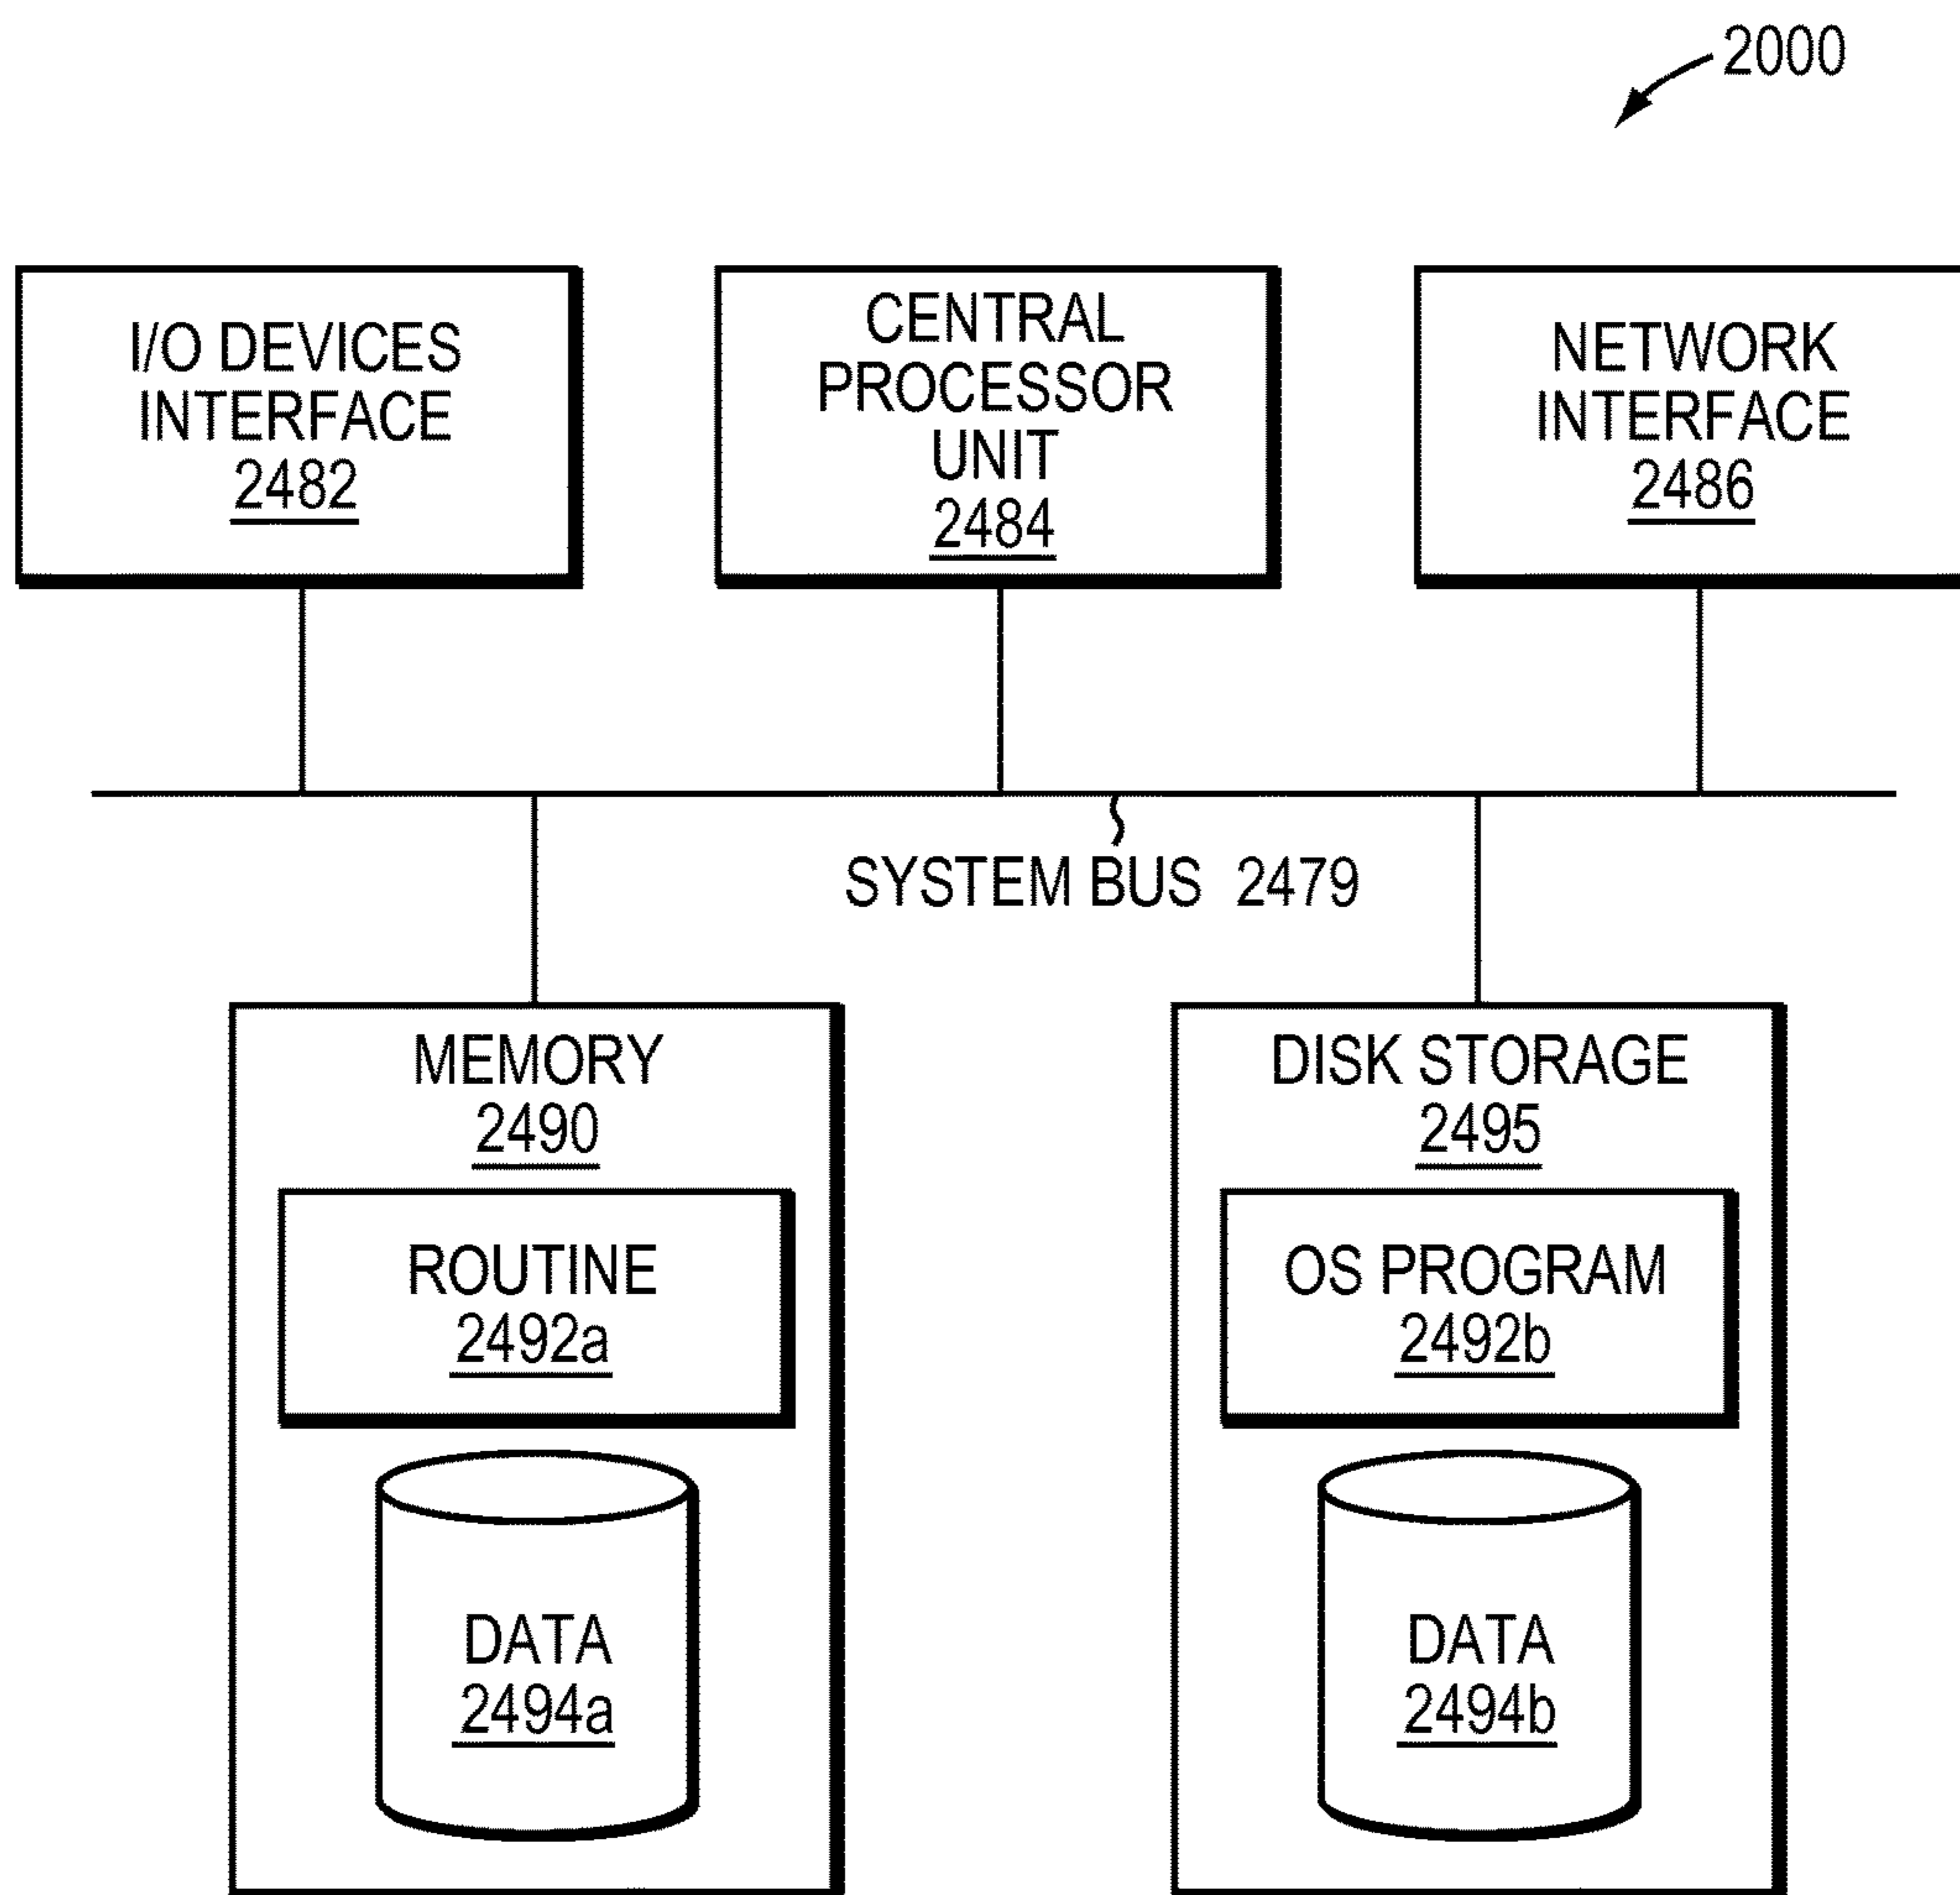 2000
I/O DEVICES
INTERFACE
2482
CENTRAL
PROCESSOR
UNIT
2484
NETWORK
INTERFACE
2486
SYSTEM BUS 2479
MEMORY
2490
ROUTINE
2492a
DATA
2494a
DISK STORAGE
2495
OS PROGRAM
2492b
DATA
2494b